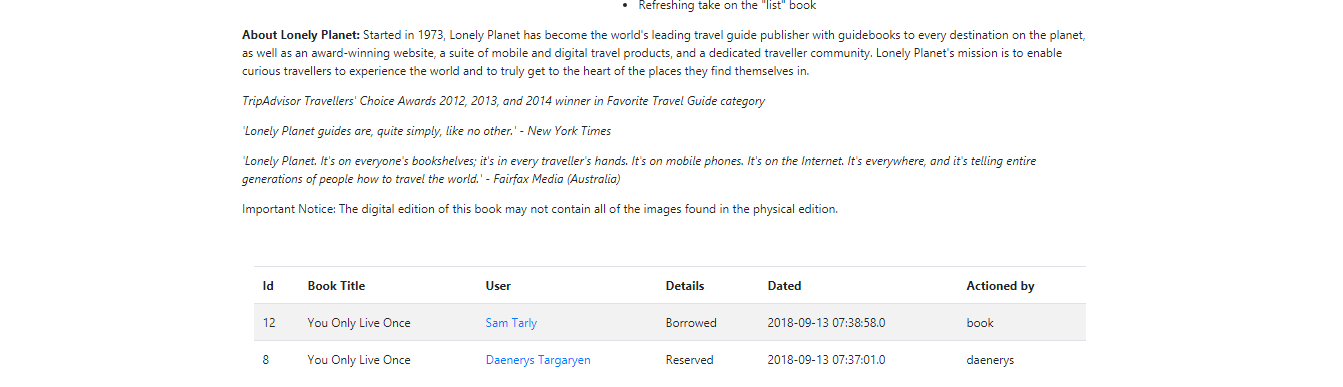 Refreshing take on the "list" book
About Lonely Planet: Started in 1973, Lonely Planet has become the world's leading travel guide publisher with guidebooks to every destination on the planet,
as well as an award-winning website, a suite of mobile and digital travel products, and a dedicated traveller community. Lonely Planet's mission is to enable
curious travellers to experience the world and to truly get to the heart of the places they find themselves in.
TripAdvisor Travellers' Choice Awards 2012, 2013, and 2014 winner in Favorite Travel Guide category
'Lonely Planet guides are, quite simply, like no other.' - New York Times
'Lonely Planet. It's on everyone's bookshelves; it's in every traveller's hands. It's on mobile phones. It's on the Internet. It's everywhere, and it's telling entire
generations of people how to travel the world.' - Fairfax Media (Australia)
Important Notice: The digital edition of this book may not contain all of the images found in the physical edition.
Id Book Title User Details Dated Actioned by
12 You Only Live Once Sam Tarly Borrowed 2018-09-13 07:38:58.0 book
8 You Only Live Once Daenerys Targaryen Reserved 2018-09-13 07:37:01.0 daenerys